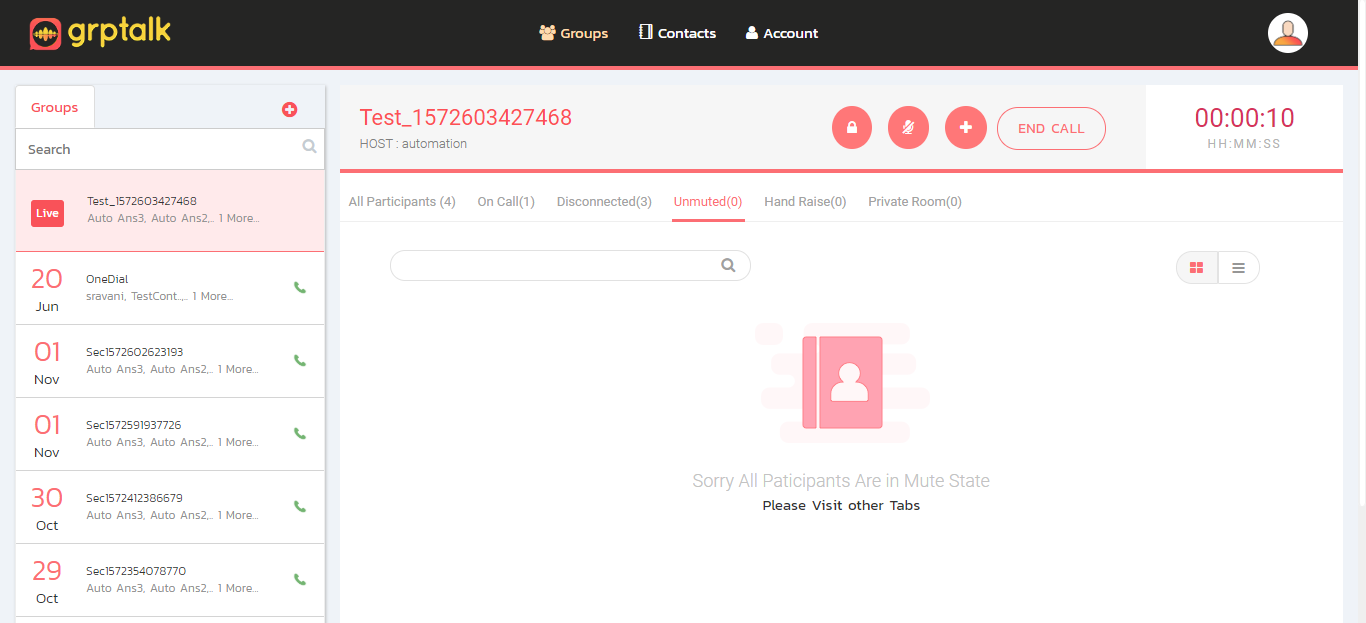 grptalk
Groups
Contacts
Account
Groups
Search
Live
Test_1572603427468
Auto Ans3, Auto Ans2,.. 1 More...
20
Jun
OneDial
sravani, TestCont..,.. 1 More...
01
Nov
Sec1572602623193
Auto Ans3, Auto Ans2,.. 1 More...
01
Nov
Sec1572591937726
Auto Ans3, Auto Ans2,.. 1 More...
30
Oct
Sec1572412386679
Auto Ans3, Auto Ans2,.. 1 More...
29
Oct
Sec1572354078770
Auto Ans3, Auto Ans2,.. 1 More...
Test_1572603427468
HOST : automation
END CALL
00:00:10
HH:MM:SS
All Participants (4)
On Call(1)
Disconnected(3)
Unmuted(0)
Hand Raise(0)
Private Room(0)
Sorry All Paticipants Are in Mute State
Please Visit other Tabs